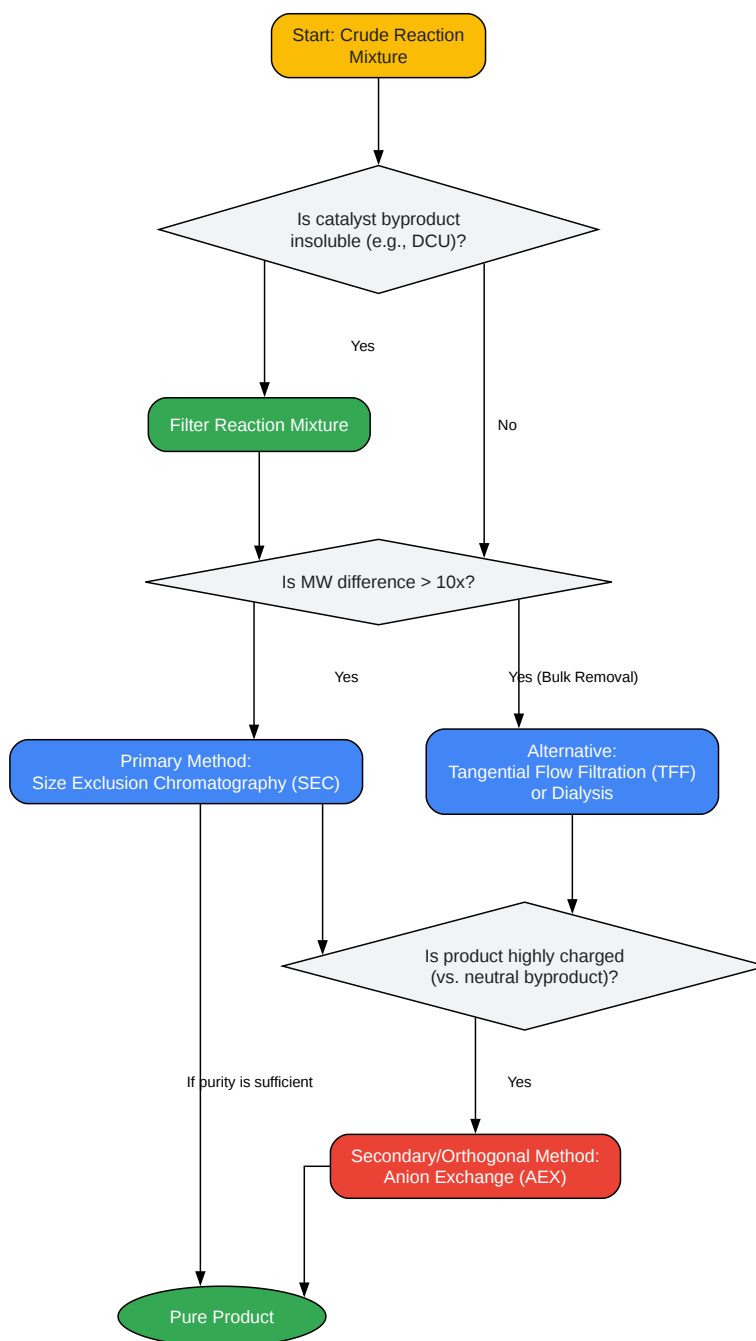 Start: Crude Reaction
Mixture
Is catalyst byproduct
insoluble (e.g., DCU)?
Yes
Filter Reaction Mixture
No
Is MW difference > 10x?
Yes
Yes (Bulk Removal)
Primary Method:
Size Exclusion Chromatography (SEC)
Alternative:
Tangential Flow Filtration (TFF)
or Dialysis
Is product highly charged
(vs. neutral byproduct)?
If purity is sufficient
Yes
Secondary/Orthogonal Method:
Anion Exchange (AEX)
Pure Product